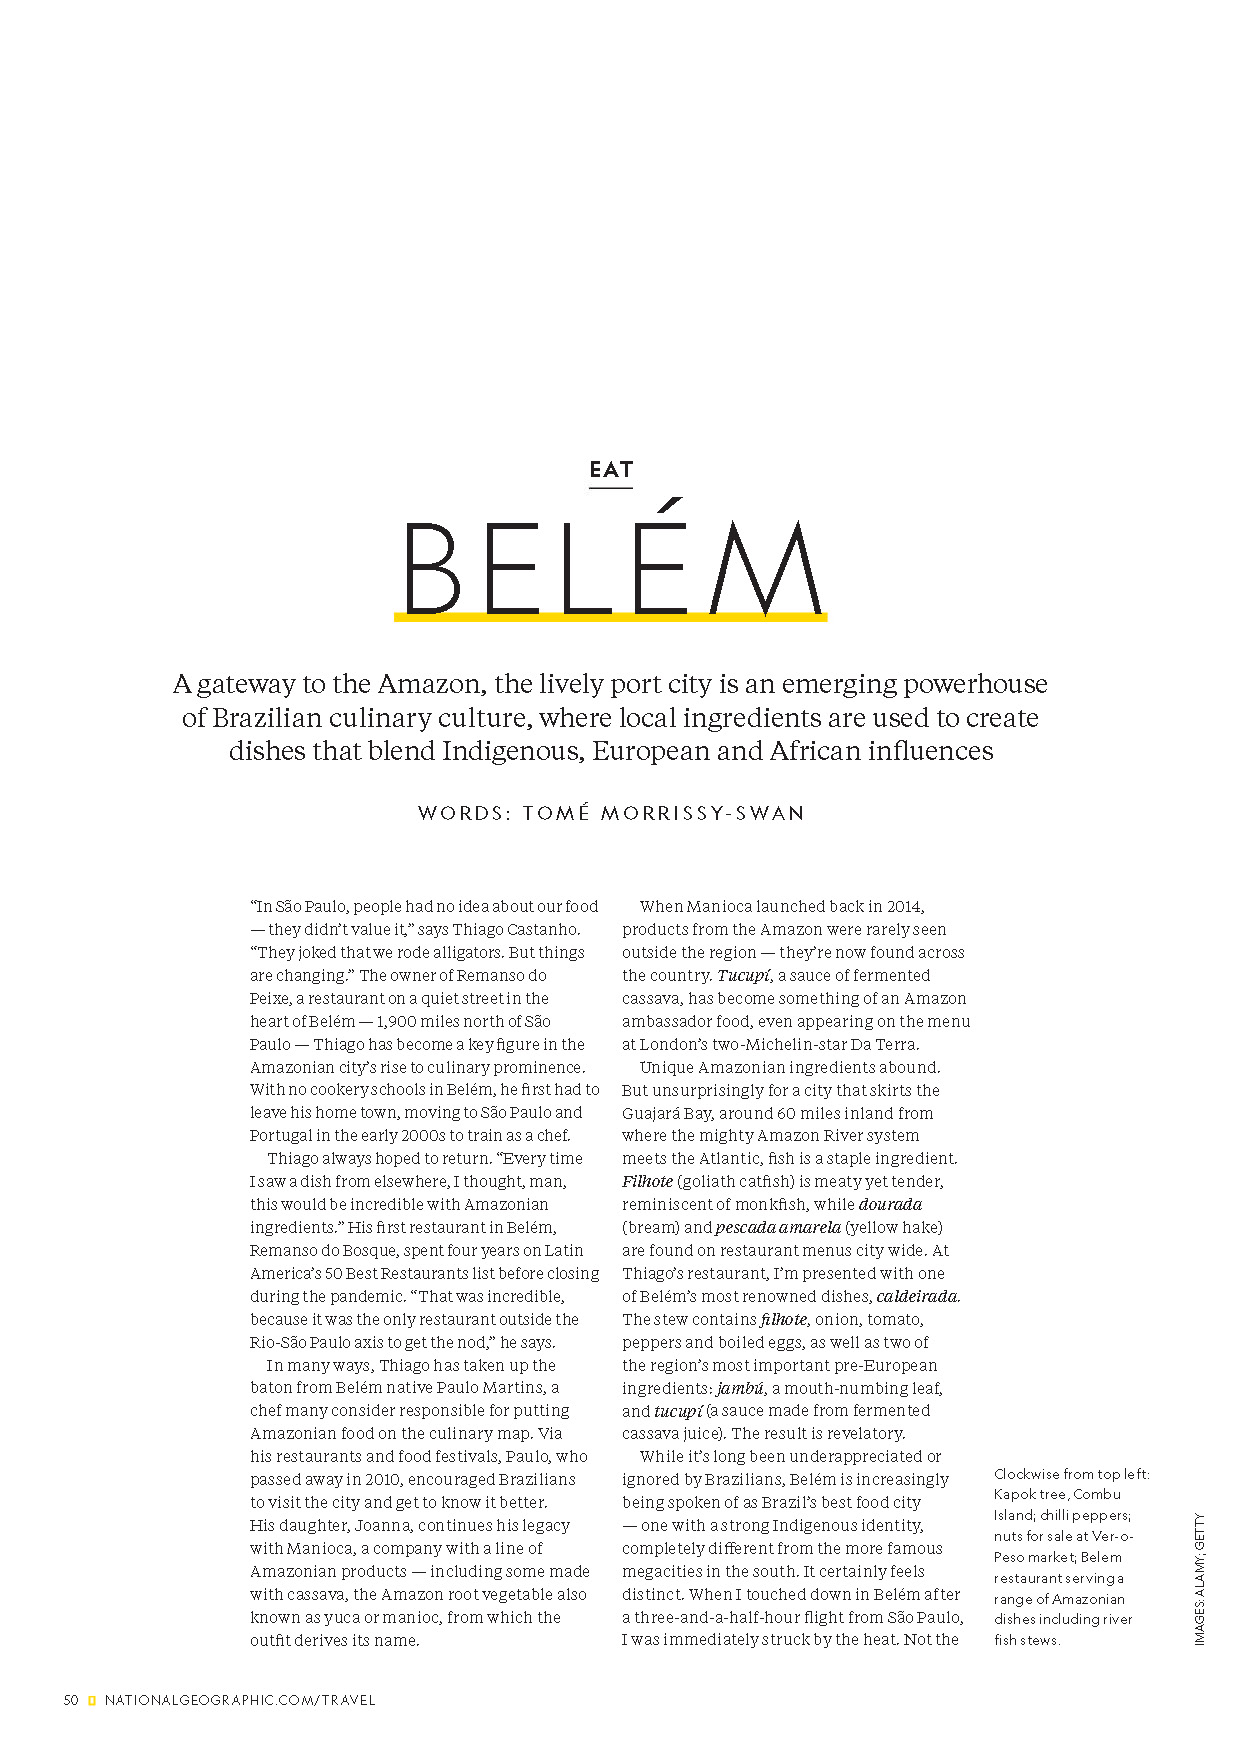 EAT
BELÉM
A gateway to the Amazon, the lively port city is an emerging powerhouse
of Brazilian culinary culture, where local ingredients are used to create
dishes that blend Indigenous, European and African influences
WORDS: TOMÉ MORRISSY-SWAN
“In São Paulo, people had no idea about our food
— they didn’t value it,” says Thiago Castanho.
“They joked that we rode alligators. But things
are changing.” The owner of Remanso do
Peixe, a restaurant on a quiet street in the
heart of Belém — 1,900 miles north of São
Paulo — Thiago has become a key figure in the
Amazonian city’s rise to culinary prominence.
With no cookery schools in Belém, he first had to
leave his home town, moving to São Paulo and
Portugal in the early 2000s to train as a chef.
Thiago always hoped to return. “Every time
I saw a dish from elsewhere, I thought, man,
this would be incredible with Amazonian
ingredients.” His first restaurant in Belém,
Remanso do Bosque, spent four years on Latin
America’s 50 Best Restaurants list before closing
during the pandemic. “That was incredible,
because it was the only restaurant outside the
Rio-São Paulo axis to get the nod,” he says.
In many ways, Thiago has taken up the
baton from Belém native Paulo Martins, a
chef many consider responsible for putting
Amazonian food on the culinary map. Via
his restaurants and food festivals, Paulo, who
passed away in 2010, encouraged Brazilians
to visit the city and get to know it better.
His daughter, Joanna, continues his legacy
with Manioca, a company with a line of
Amazonian products — including some made
with cassava, the Amazon root vegetable also
known as yuca or manioc, from which the
outfit derives its name.
When Manioca launched back in 2014,
products from the Amazon were rarely seen
outside the region — they’re now found across
the country. Tucupí, a sauce of fermented
cassava, has become something of an Amazon
ambassador food, even appearing on the menu
at London’s two-Michelin-star Da Terra.
Unique Amazonian ingredients abound.
But unsurprisingly for a city that skirts the
Guajará Bay, around 60 miles inland from
where the mighty Amazon River system
meets the Atlantic, fish is a staple ingredient.
Filhote (goliath catfish) is meaty yet tender,
reminiscent of monkfish, while dourada
(bream) and pescada amarela (yellow hake)
are found on restaurant menus city wide. At
Thiago’s restaurant, I’m presented with one
of Belém’s most renowned dishes, caldeirada.
The stew contains filhote, onion, tomato,
peppers and boiled eggs, as well as two of
the region’s most important pre-European
ingredients: jambú, a mouth-numbing leaf,
and tucupí (a sauce made from fermented
cassava juice). The result is revelatory.
While it’s long been underappreciated or
ignored by Brazilians, Belém is increasingly
being spoken of as Brazil’s best food city
— one with a strong Indigenous identity,
completely different from the more famous
megacities in the south. It certainly feels
distinct. When I touched down in Belém after
a three-and-a-half-hour flight from São Paulo,
I was immediately struck by the heat. Not the
Clockwise from top left:
Kapok tree, Combu
Island; chilli peppers;
nuts for sale at Ver-o-
Peso market; Belem
restaurant serving a
range of Amazonian
dishes including river
fish stews.
IMAGES: ALAMY; GETTY
50 NATIONALGEOGRAPHIC.COM/TRAVEL